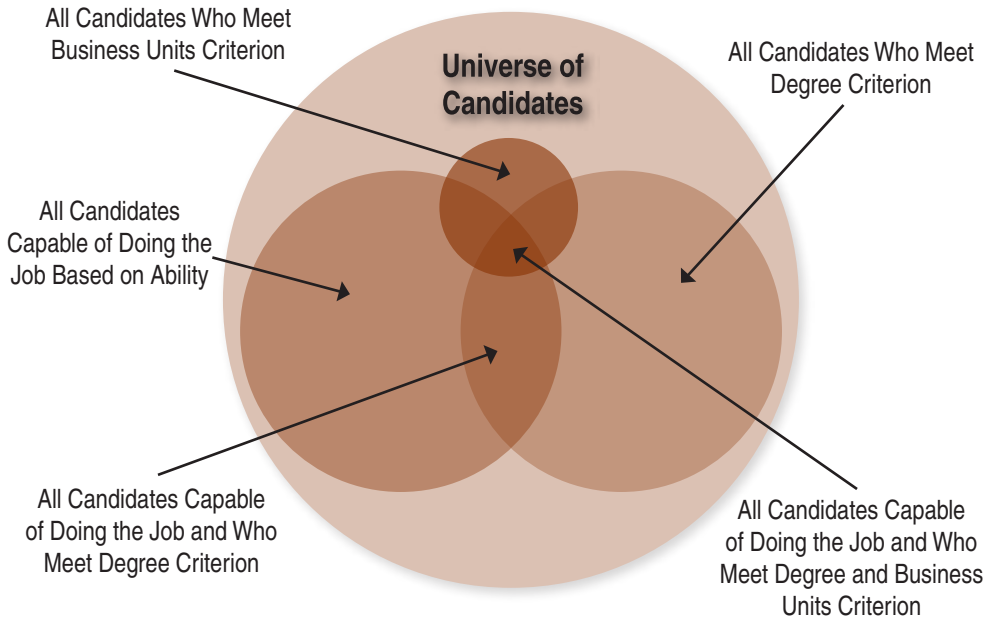 All Candidates Who Meet
Business Units Criterion
Universe of
Candidates
All Candidates Who Meet
Degree Criterion
All Candidates
Capable of Doing the
Job Based on Ability
All Candidates Capable
of Doing the Job and Who
Meet Degree Criterion
All Candidates Capable
of Doing the Job and Who
Meet Degree and Business
Units Criterion